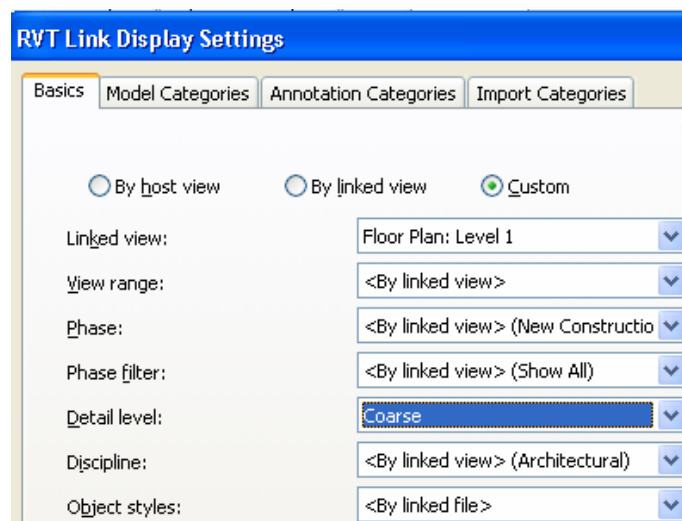 RVT Link Display Settings
Basics Model Categories Annotation Categories Import Categories
By host view By linked view Custom
Linked view: Floor Plan: Level 1
View range: <By linked view>
Phase: <By linked view> (New Constructio
Phase filter: <By linked view> (Show All)
Detail level: Coarse
Discipline: <By linked view> (Architectural)
Object styles: <By linked file>